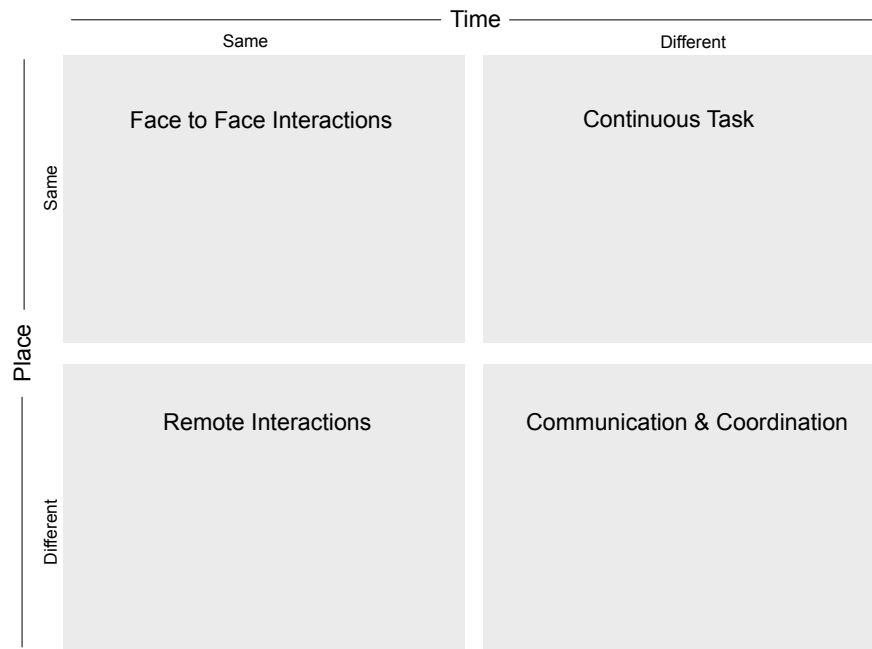 Time
Same
Different
Place
Same
Face to Face Interactions
Continuous Task
Different
Remote Interactions
Communication & Coordination